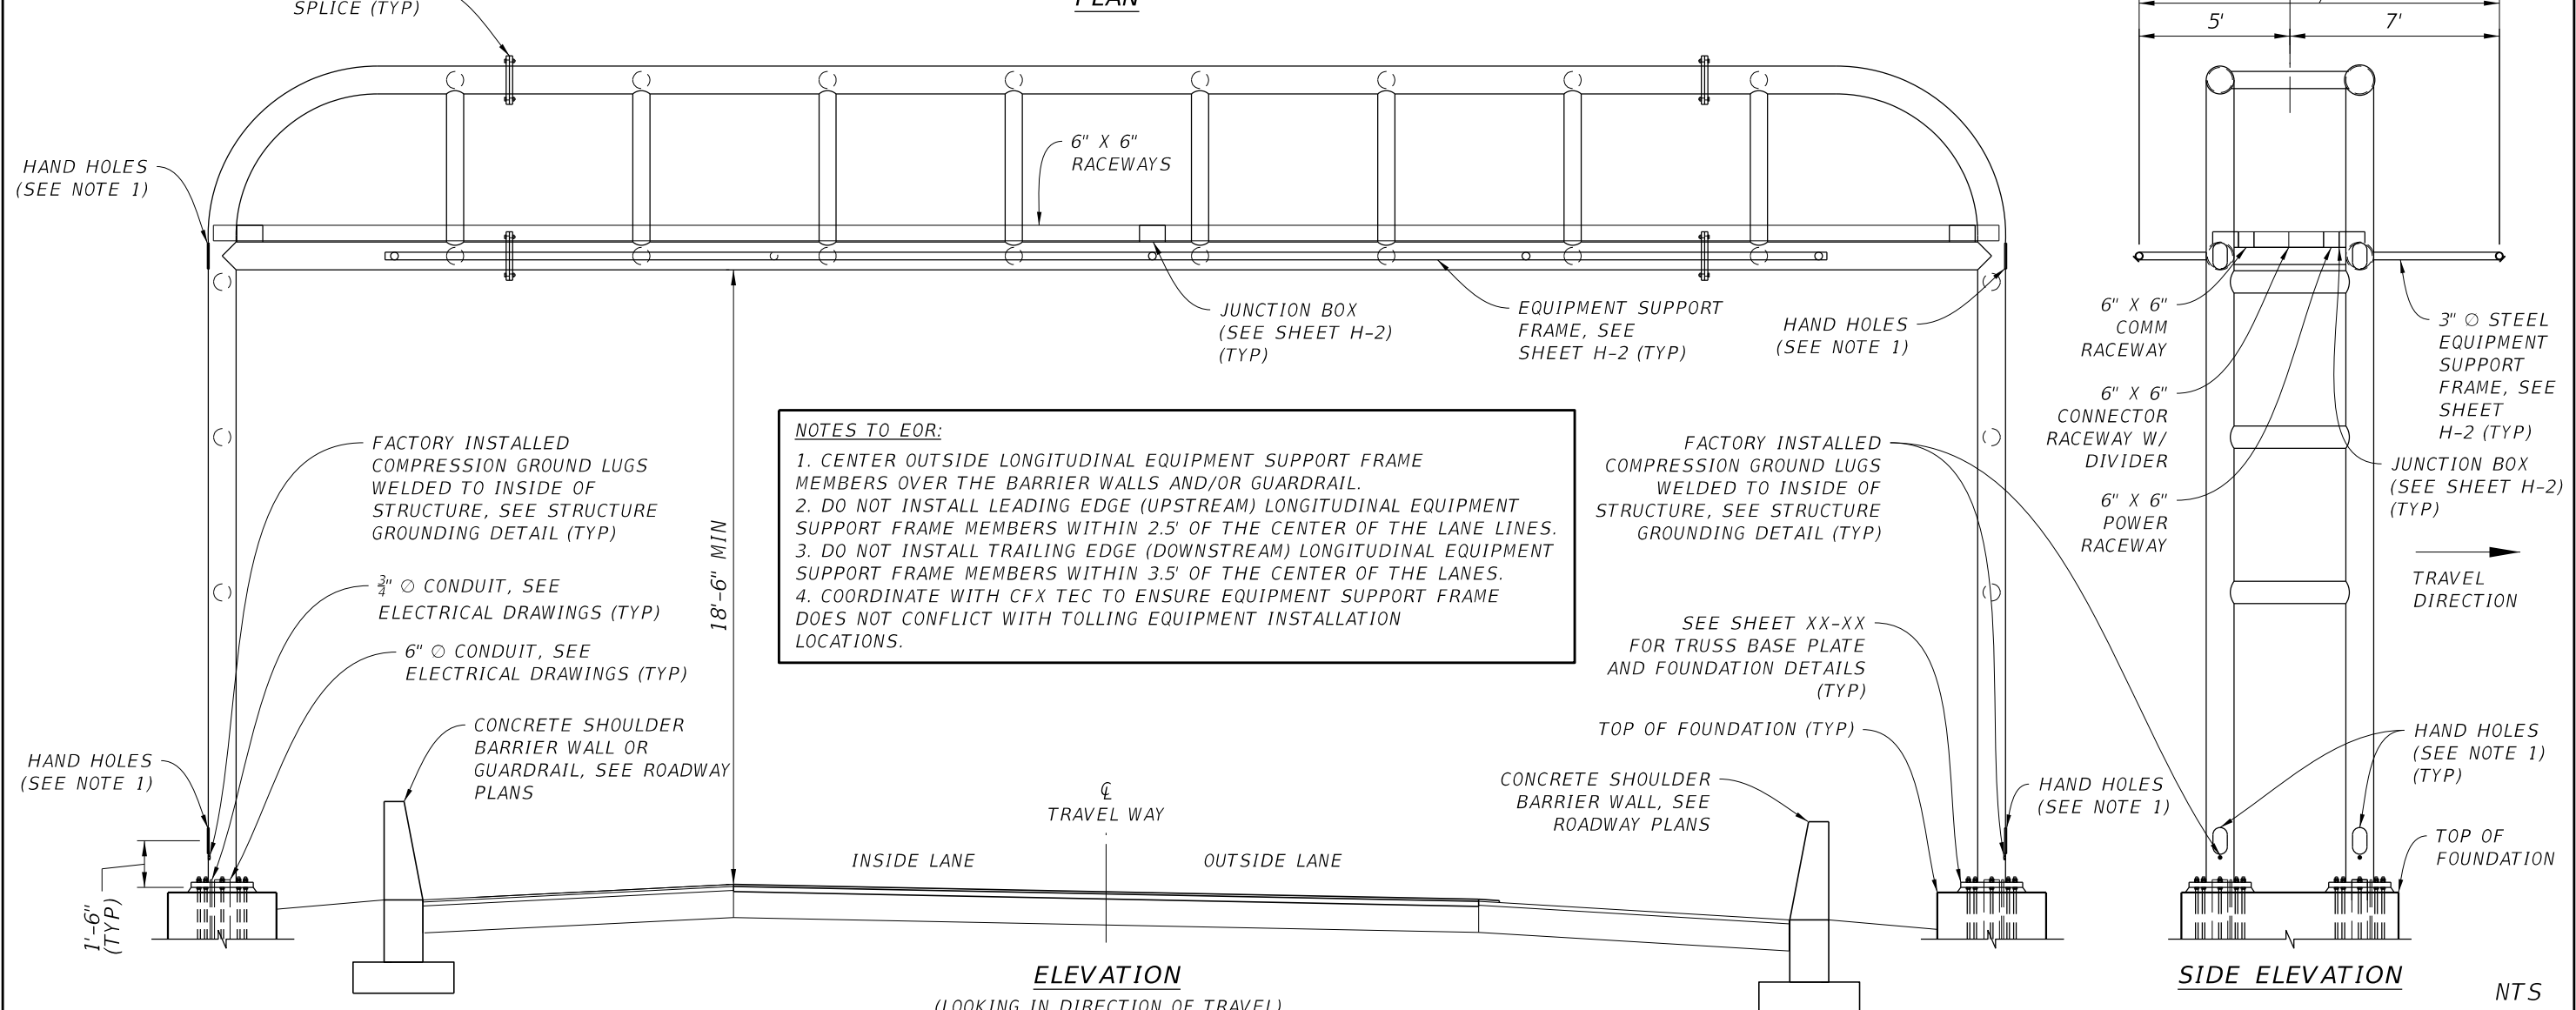 SPLICE (TYP)
PLAN
5'
7'
HAND HOLES
(SEE NOTE 1)
6" X 6"
RACEWAYS
JUNCTION BOX
(SEE SHEET H-2)
(TYP)
EQUIPMENT SUPPORT
FRAME, SEE
SHEET H-2 (TYP)
HAND HOLES
(SEE NOTE 1)
6" X 6"
COMM
RACEWAY
6" X 6"
CONNECTOR
RACEWAY W/
DIVIDER
6" X 6"
POWER
RACEWAY
3" ∅ STEEL
EQUIPMENT
SUPPORT
FRAME, SEE
SHEET
H-2 (TYP)
JUNCTION BOX
(SEE SHEET H-2)
(TYP)
TRAVEL
DIRECTION
FACTORY INSTALLED
COMPRESSION GROUND LUGS
WELDED TO INSIDE OF
STRUCTURE, SEE STRUCTURE
GROUNDING DETAIL (TYP)
3/4" ∅ CONDUIT, SEE
ELECTRICAL DRAWINGS (TYP)
6" ∅ CONDUIT, SEE
ELECTRICAL DRAWINGS (TYP)
18'-6" MIN
NOTES TO EOR:
1. CENTER OUTSIDE LONGITUDINAL EQUIPMENT SUPPORT FRAME
MEMBERS OVER THE BARRIER WALLS AND/OR GUARDRAIL.
2. DO NOT INSTALL LEADING EDGE (UPSTREAM) LONGITUDINAL EQUIPMENT
SUPPORT FRAME MEMBERS WITHIN 2.5' OF THE CENTER OF THE LANE LINES.
3. DO NOT INSTALL TRAILING EDGE (DOWNSTREAM) LONGITUDINAL EQUIPMENT
SUPPORT FRAME MEMBERS WITHIN 3.5' OF THE CENTER OF THE LANES.
4. COORDINATE WITH CFX TEC TO ENSURE EQUIPMENT SUPPORT FRAME
DOES NOT CONFLICT WITH TOLLING EQUIPMENT INSTALLATION
LOCATIONS.
FACTORY INSTALLED
COMPRESSION GROUND LUGS
WELDED TO INSIDE OF
STRUCTURE, SEE STRUCTURE
GROUNDING DETAIL (TYP)
SEE SHEET XX-XX
FOR TRUSS BASE PLATE
AND FOUNDATION DETAILS
(TYP)
TOP OF FOUNDATION (TYP)
CONCRETE SHOULDER
BARRIER WALL, SEE
ROADWAY PLANS
HAND HOLES
(SEE NOTE 1)
CONCRETE SHOULDER
BARRIER WALL OR
GUARDRAIL, SEE ROADWAY
PLANS
HAND HOLES
(SEE NOTE 1)
1'-6"
(TYP)
℄
TRAVEL WAY
INSIDE LANE
OUTSIDE LANE
HAND HOLES
(SEE NOTE 1)
(TYP)
TOP OF
FOUNDATION
ELEVATION
(LOOKING IN DIRECTION OF TRAVEL)
SIDE ELEVATION
NTS